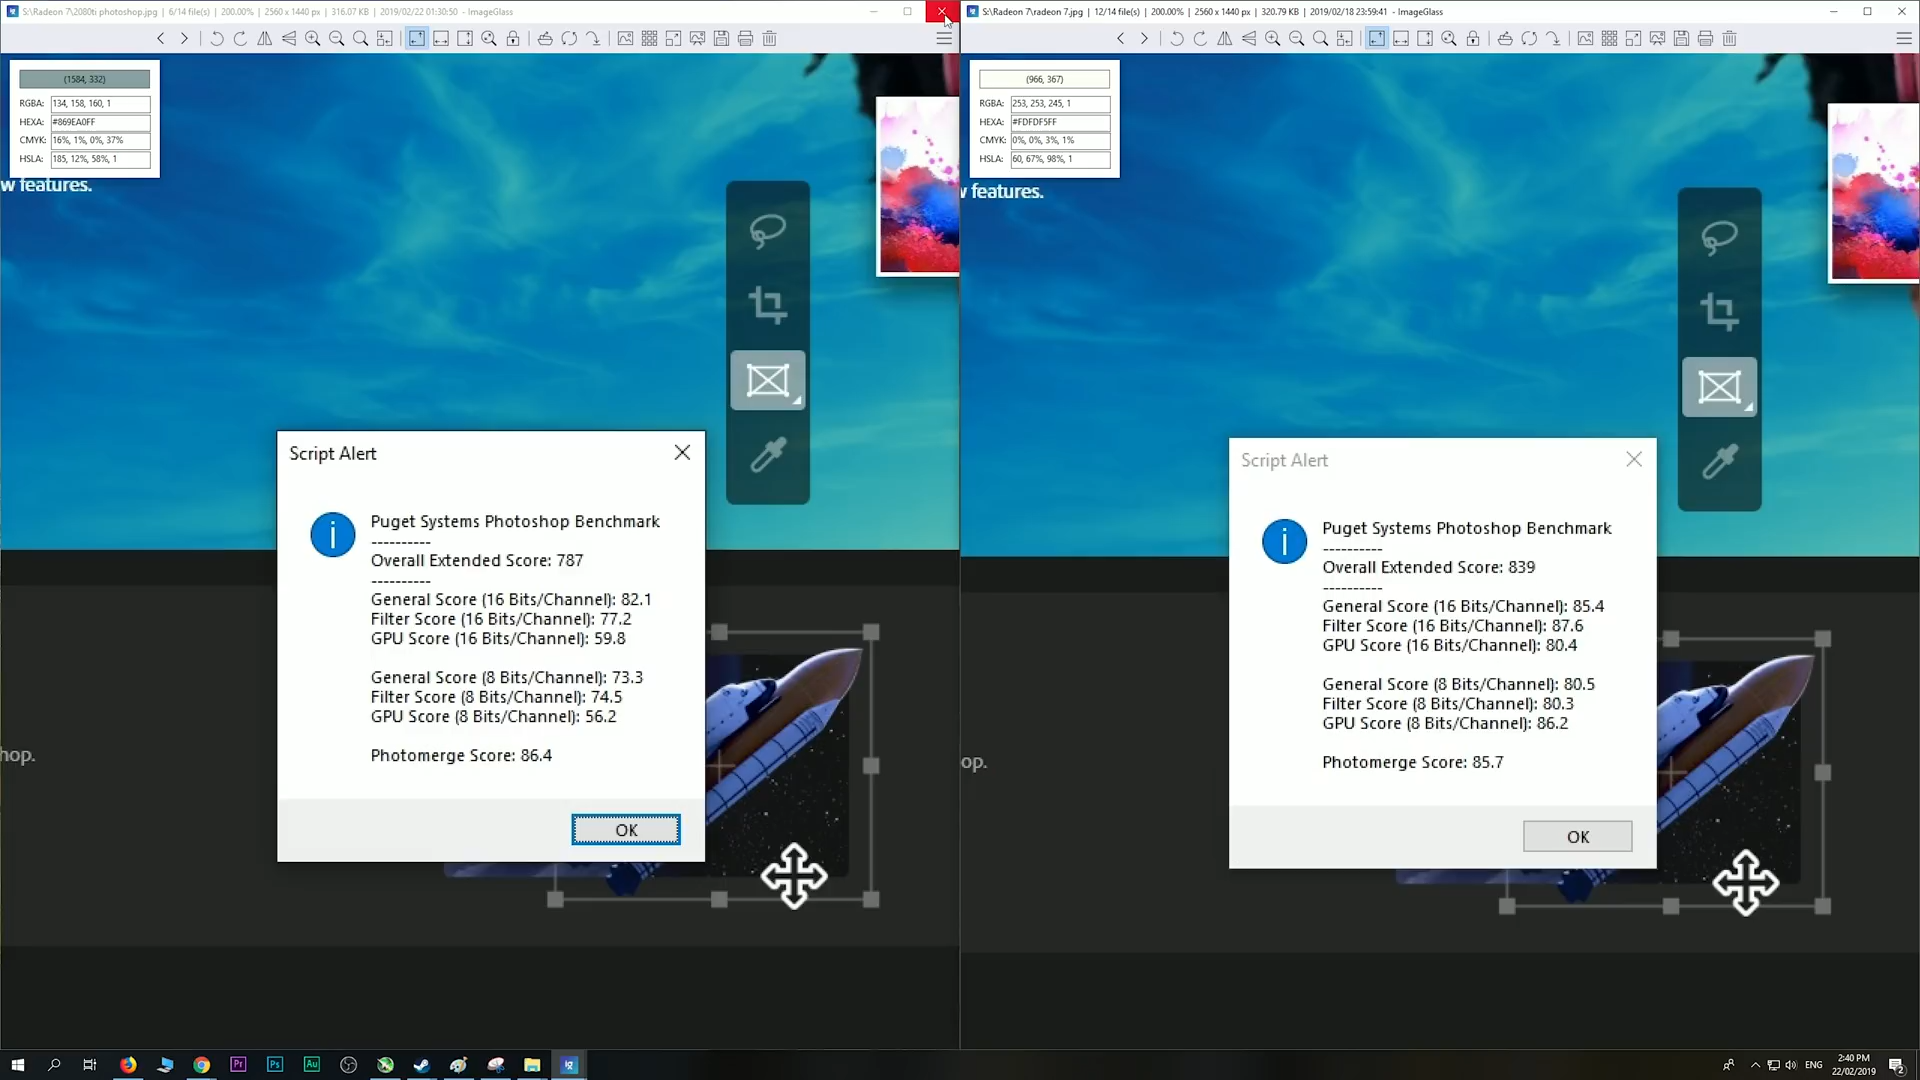 S:\Radeon 7\2080ti photoshop.jpg | 6/14 file(s) | 200.00% | 2560 x 1440 px | 316.07 KB | 2019/02/22 01:30:50 - ImageGlass
(1584, 332)
RGBA: 134, 158, 160, 1
HEXA: #869EA0FF
CMYK: 16%, 1%, 0%, 37%
HSLA: 185, 12%, 58%, 1
w features.
Script Alert
Puget Systems Photoshop Benchmark
----------
Overall Extended Score: 787
----------
General Score (16 Bits/Channel): 82.1
Filter Score (16 Bits/Channel): 77.2
GPU Score (16 Bits/Channel): 59.8
General Score (8 Bits/Channel): 73.3
Filter Score (8 Bits/Channel): 74.5
GPU Score (8 Bits/Channel): 56.2
Photomerge Score: 86.4
OK
hop.
S:\Radeon 7\radeon 7.jpg | 12/14 file(s) | 200.00% | 2560 x 1440 px | 320.79 KB | 2019/02/18 23:59:41 - ImageGlass
(966, 367)
RGBA: 253, 253, 245, 1
HEXA: #FDFDF5FF
CMYK: 0%, 0%, 3%, 1%
HSLA: 60, 67%, 98%, 1
features.
Script Alert
Puget Systems Photoshop Benchmark
----------
Overall Extended Score: 839
----------
General Score (16 Bits/Channel): 85.4
Filter Score (16 Bits/Channel): 87.6
GPU Score (16 Bits/Channel): 80.4
General Score (8 Bits/Channel): 80.5
Filter Score (8 Bits/Channel): 80.3
GPU Score (8 Bits/Channel): 86.2
Photomerge Score: 85.7
OK
op.
Pr
Ps
Au
ig
ENG
2:40 PM
22/02/2019
2